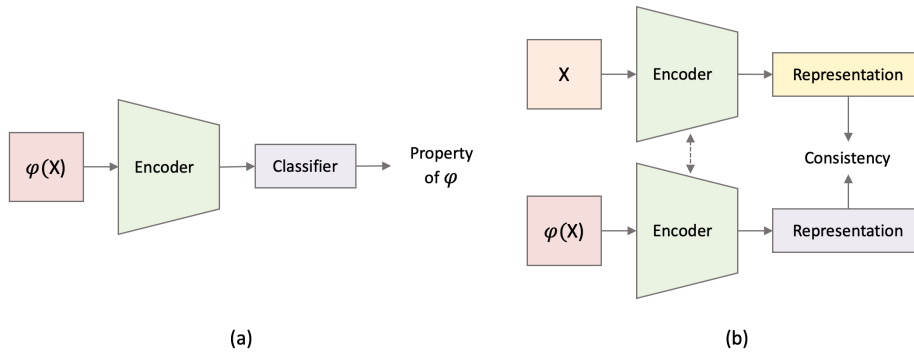 φ(X)
Encoder
Classifier
Property
of φ
(a)
X
Encoder
Representation
Consistency
φ(X)
Encoder
Representation
(b)